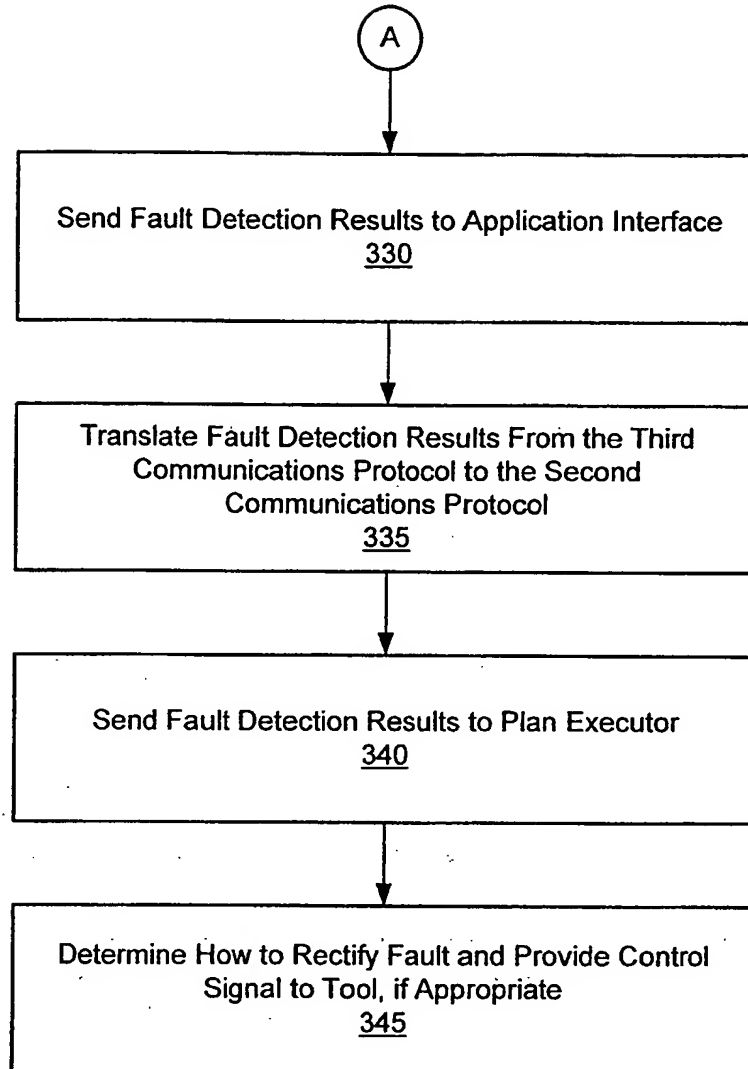 A
Send Fault Detection Results to Application Interface
330
Translate Fault Detection Results From the Third
Communications Protocol to the Second
Communications Protocol
335
Send Fault Detection Results to Plan Executor
340
Determine How to Rectify Fault and Provide Control
Signal to Tool, if Appropriate
345